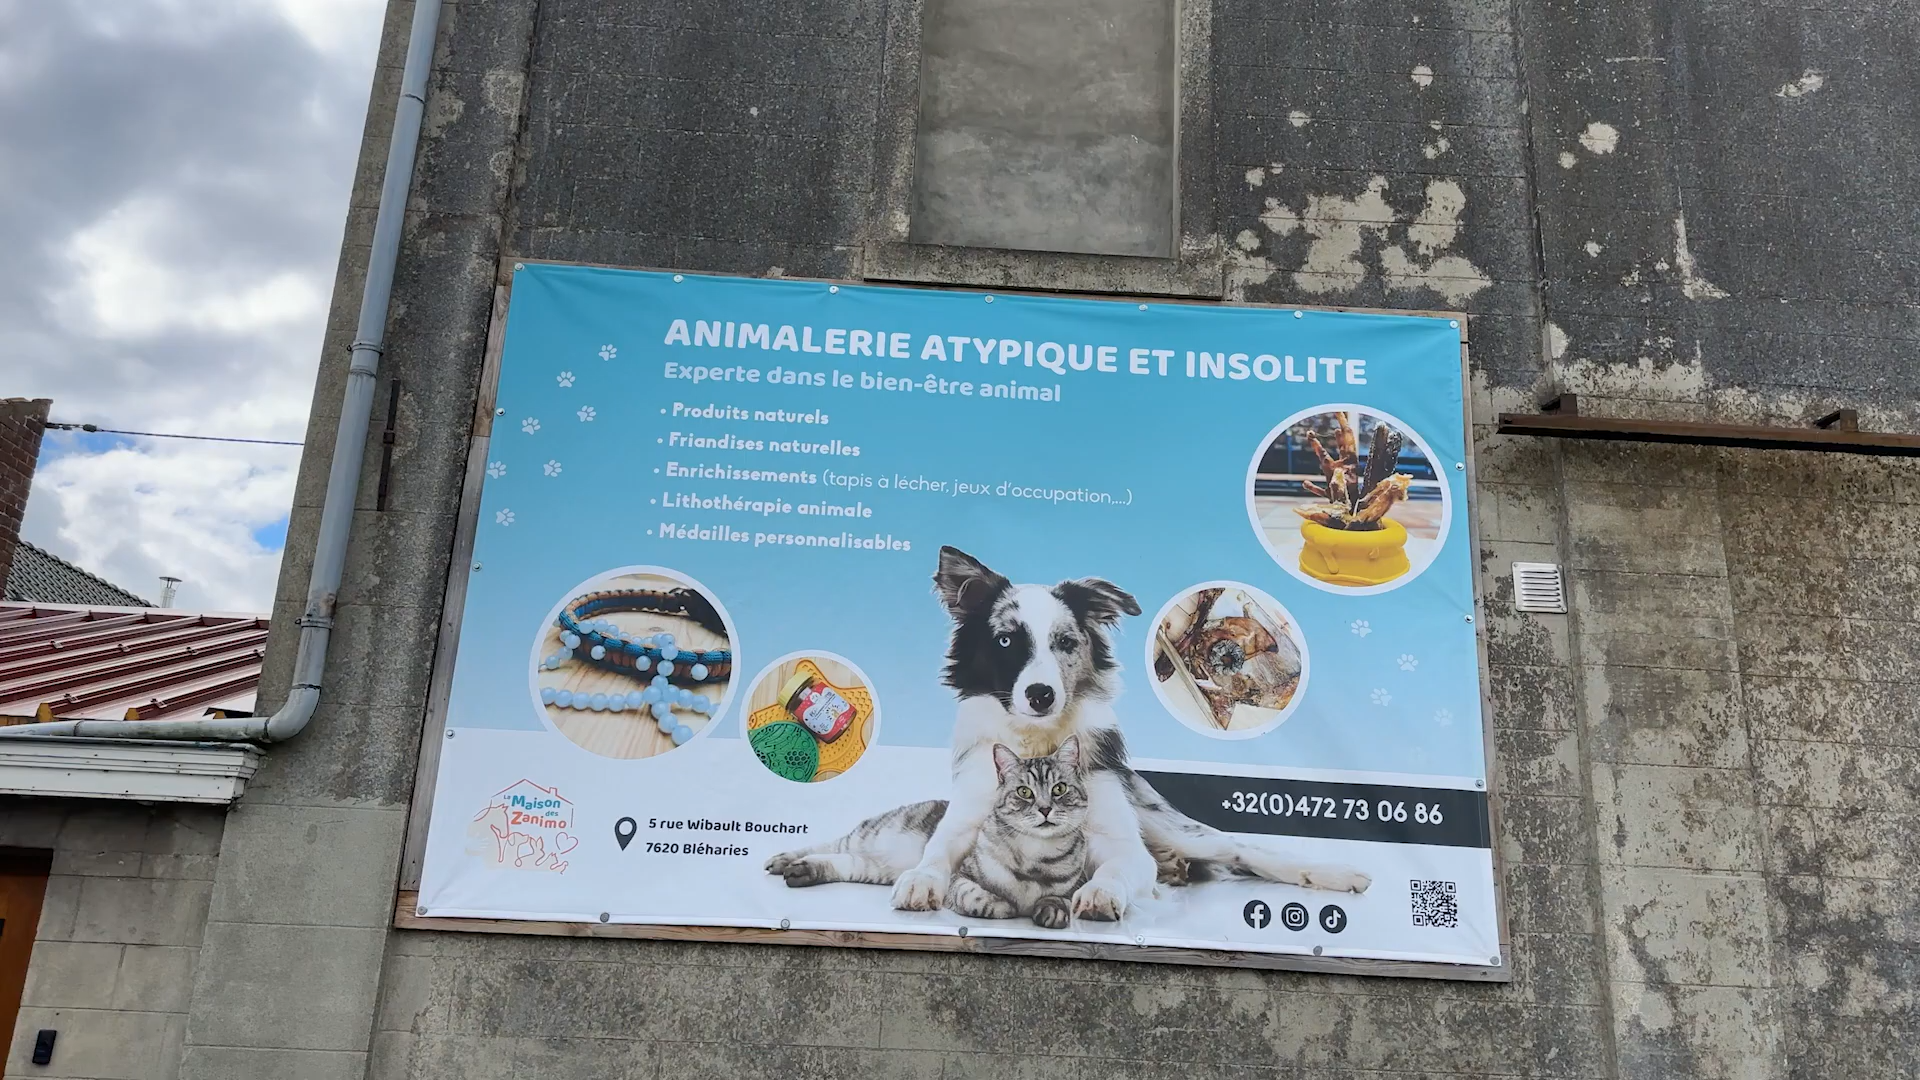 ANIMALERIE ATYPIQUE ET INSOLITE
Experte dans le bien-être animal
• Produits naturels
• Friandises naturelles
• Enrichissements (tapis à lécher, jeux d'occupation,...)
• Lithothérapie animale
• Médailles personnalisables
La Maison
des
Zanimo
5 rue Wibault Bouchart
7620 Bléharies
+32(0)472 73 06 86